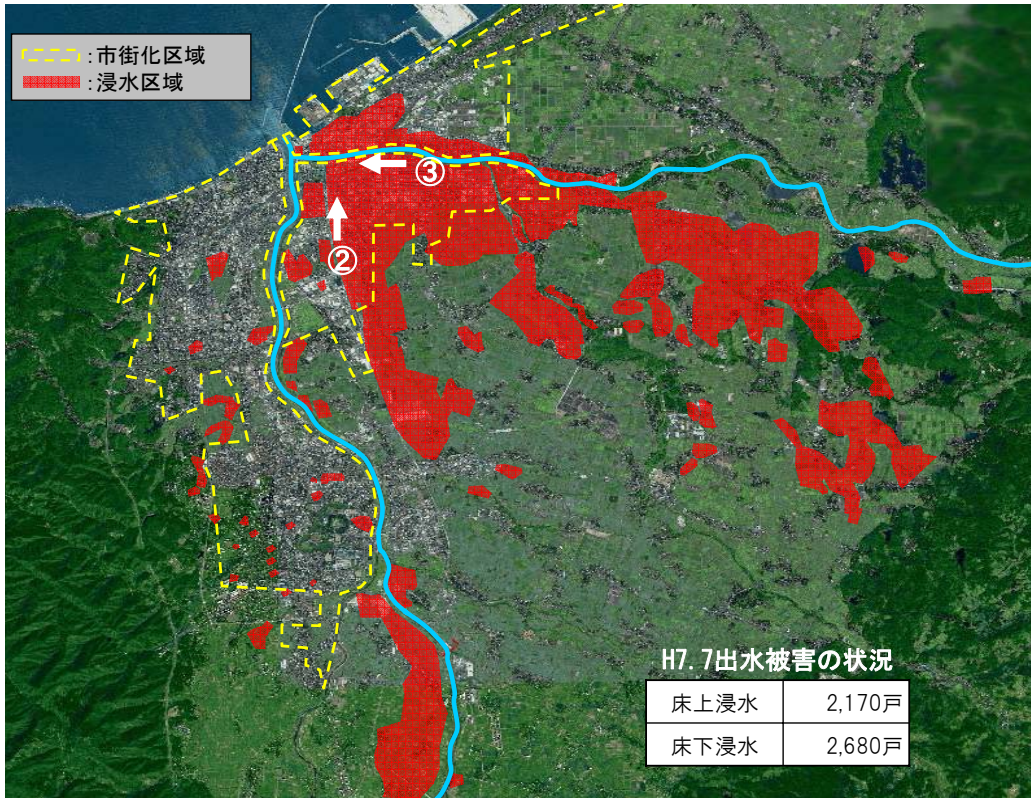 ：市街化区域
：浸水区域
③
②
H7.7出水被害の状況
床上浸水 2,170戸
床下浸水 2,680戸